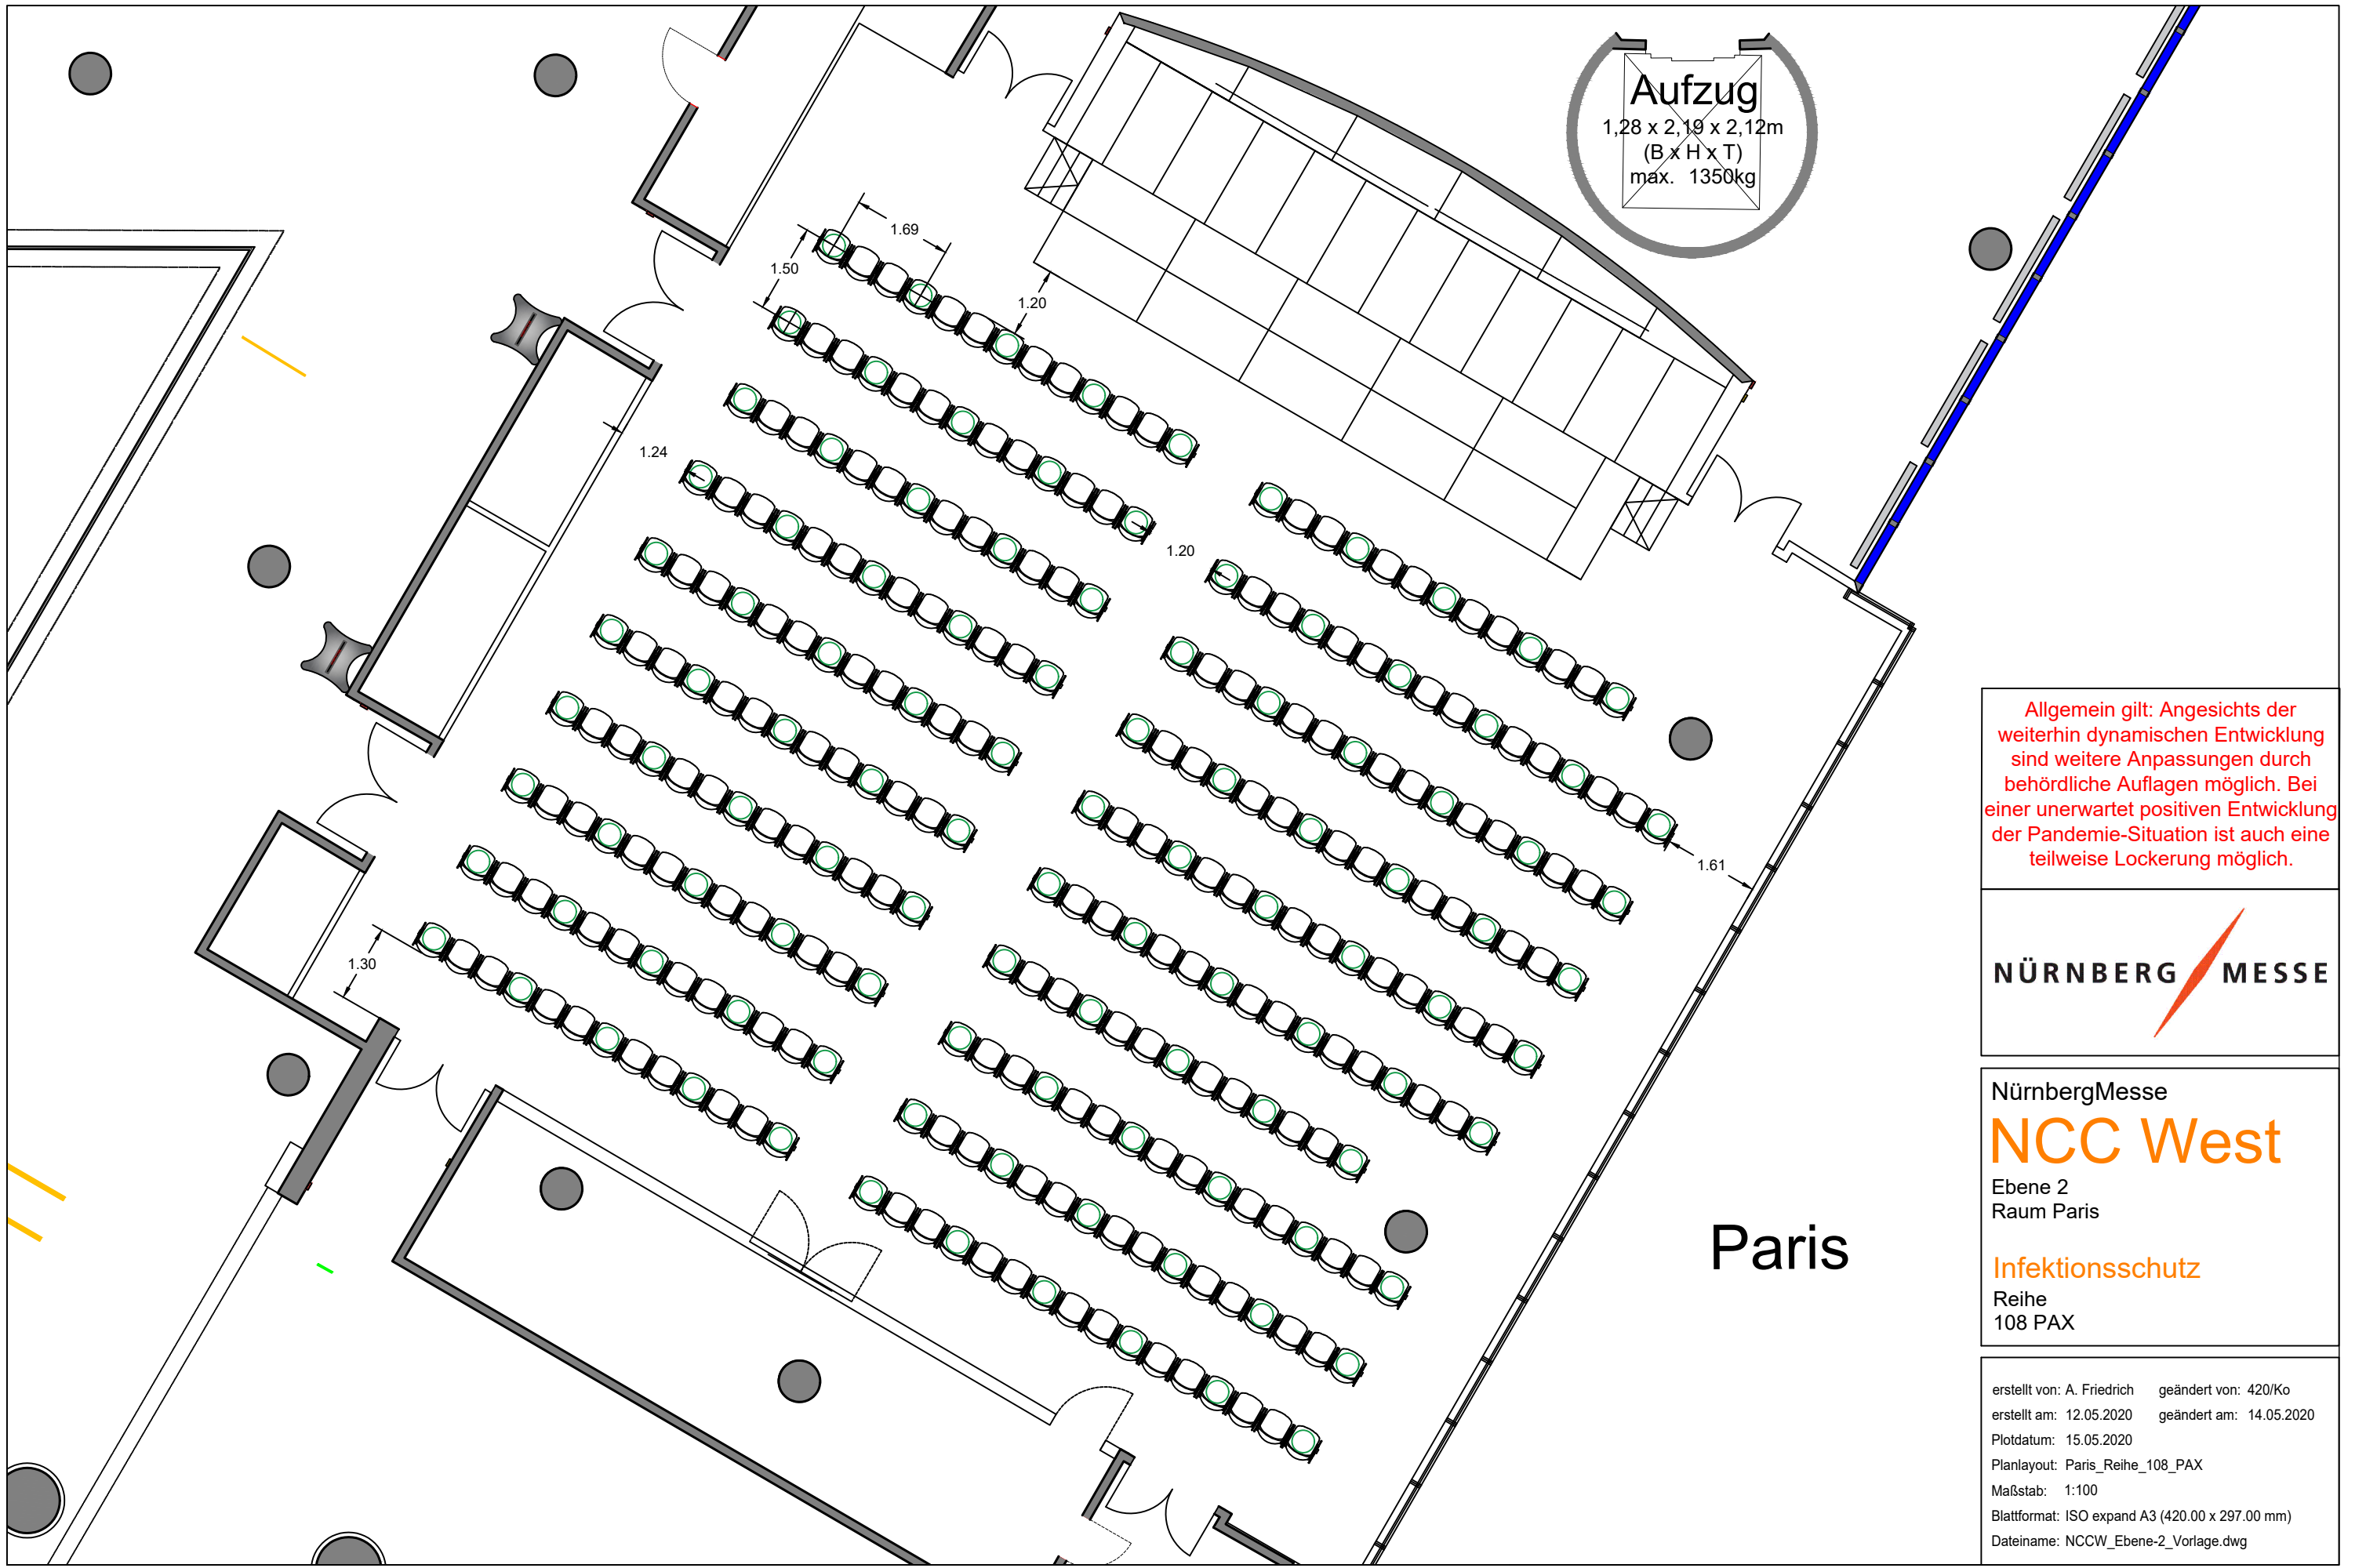 Aufzug
1,28 x 2,19 x 2,12m
(B x H x T)
max. 1350kg
1.69
1.50
1.20
1.24
1.20
1.61
1.30
Paris
Allgemein gilt: Angesichts der
weiterhin dynamischen Entwicklung
sind weitere Anpassungen durch
behördliche Auflagen möglich. Bei
einer unerwartet positiven Entwicklung
der Pandemie-Situation ist auch eine
teilweise Lockerung möglich.
NÜRNBERG MESSE
NürnbergMesse
NCC West
Ebene 2
Raum Paris
Infektionsschutz
Reihe
108 PAX
erstellt von: A. Friedrich geändert von: 420/Ko
erstellt am: 12.05.2020 geändert am: 14.05.2020
Plotdatum: 15.05.2020
Planlayout: Paris_Reihe_108_PAX
Maßstab: 1:100
Blattformat: ISO expand A3 (420.00 x 297.00 mm)
Dateiname: NCCW_Ebene-2_Vorlage.dwg